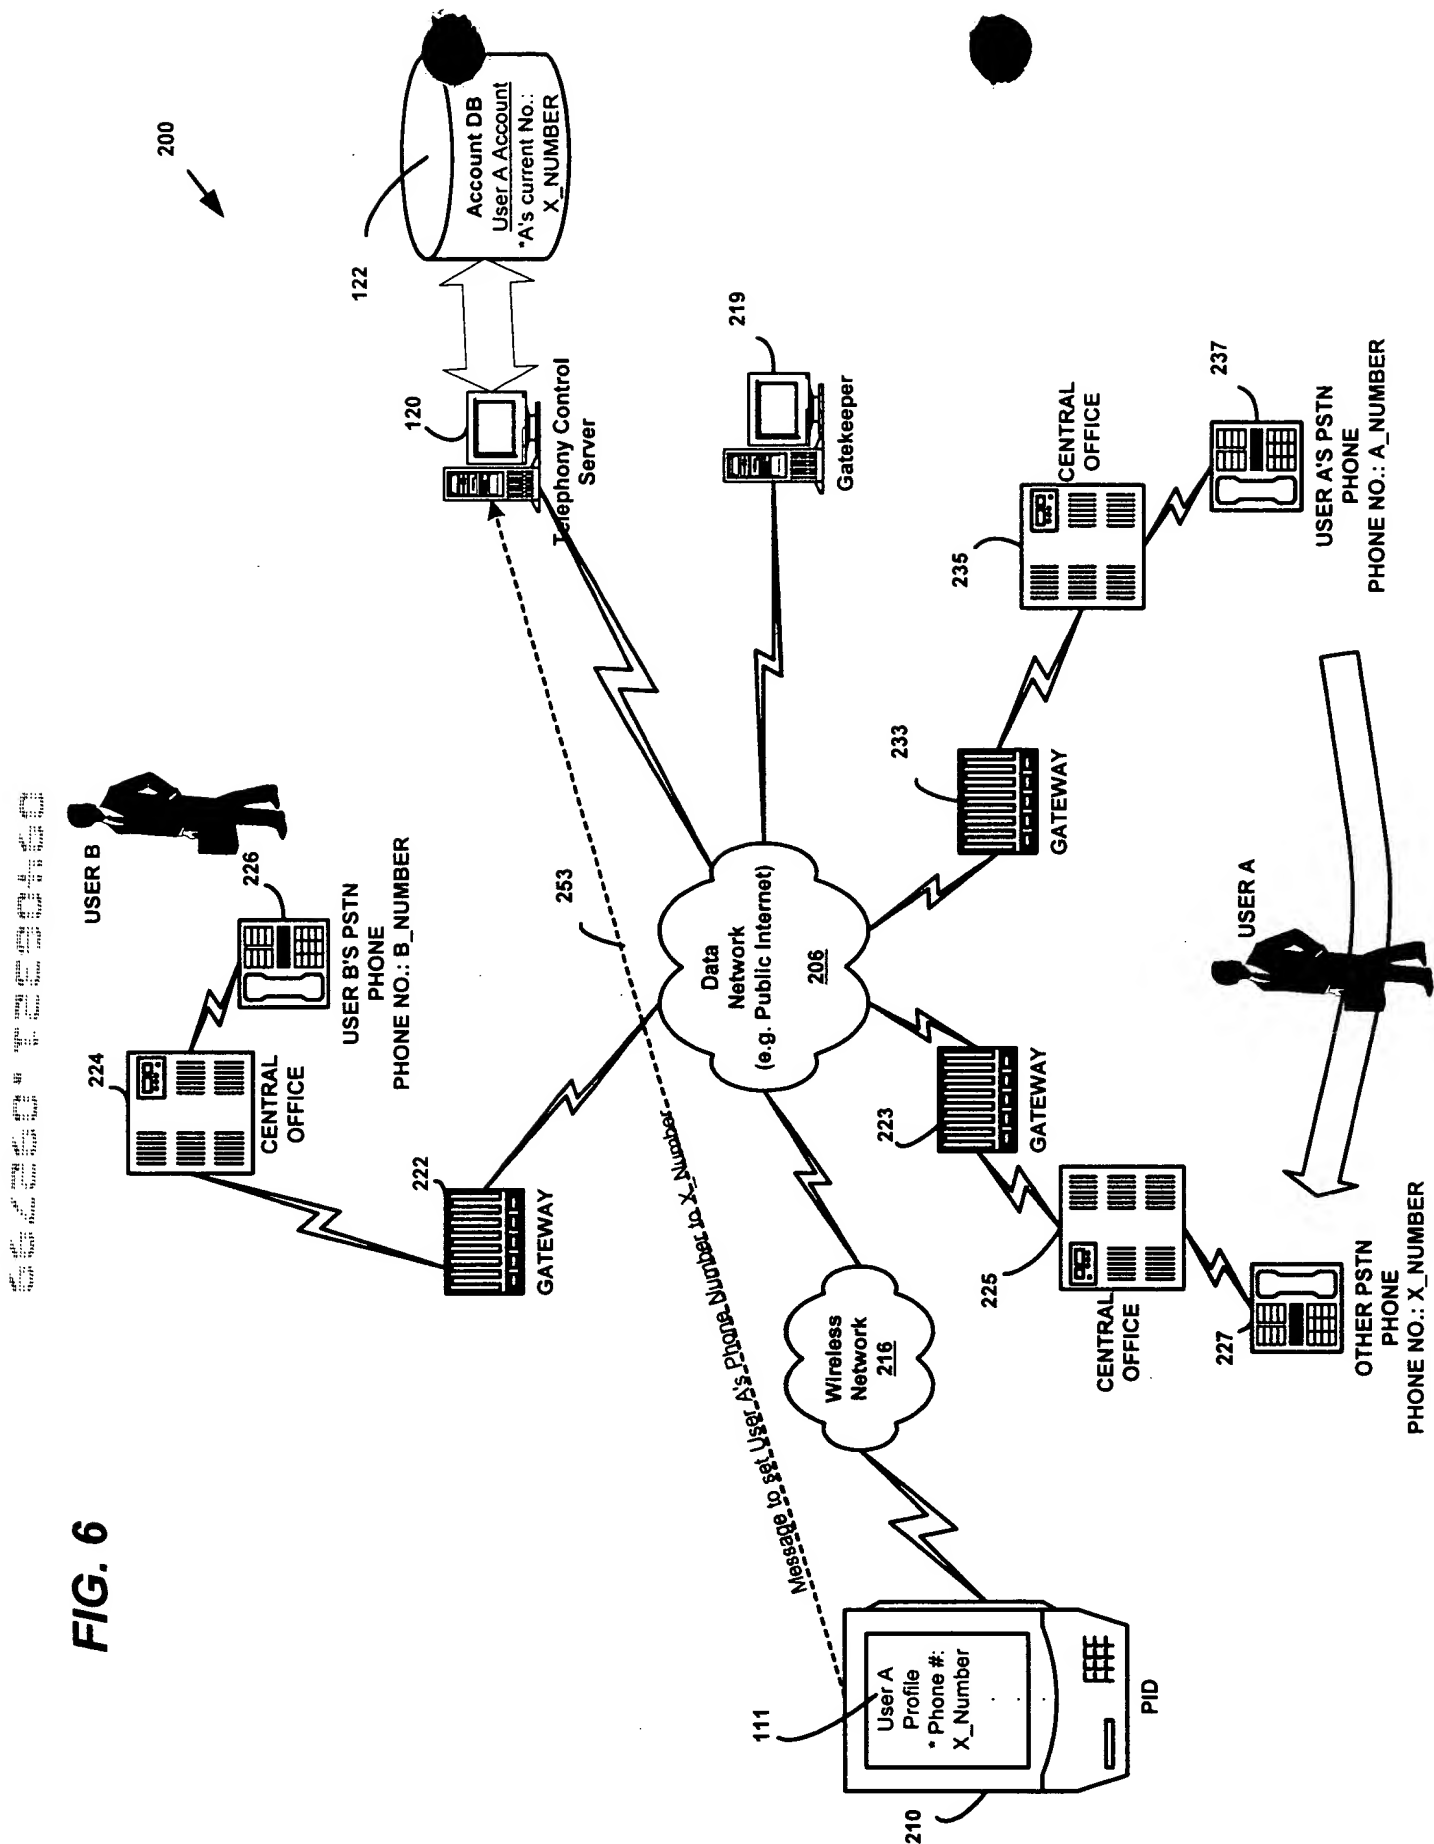 FIG. 6
200
USER B
226
USER B'S PSTN
PHONE
PHONE NO.: B_NUMBER
224
CENTRAL
OFFICE
222
GATEWAY
253
Message to set User A's Phone Number to X_Number
120
Telephony Control
Server
122
Account DB
User A Account
*A's current No.:
X_NUMBER
219
Gatekeeper
Data
Network
(e.g. Public Internet)
206
Wireless
Network
216
111
User A
Profile
* Phone #:
X_Number
210
PID
233
GATEWAY
235
CENTRAL
OFFICE
237
USER A'S PSTN
PHONE
PHONE NO.: A_NUMBER
USER A
223
GATEWAY
225
CENTRAL
OFFICE
227
OTHER PSTN
PHONE
PHONE NO.: X_NUMBER